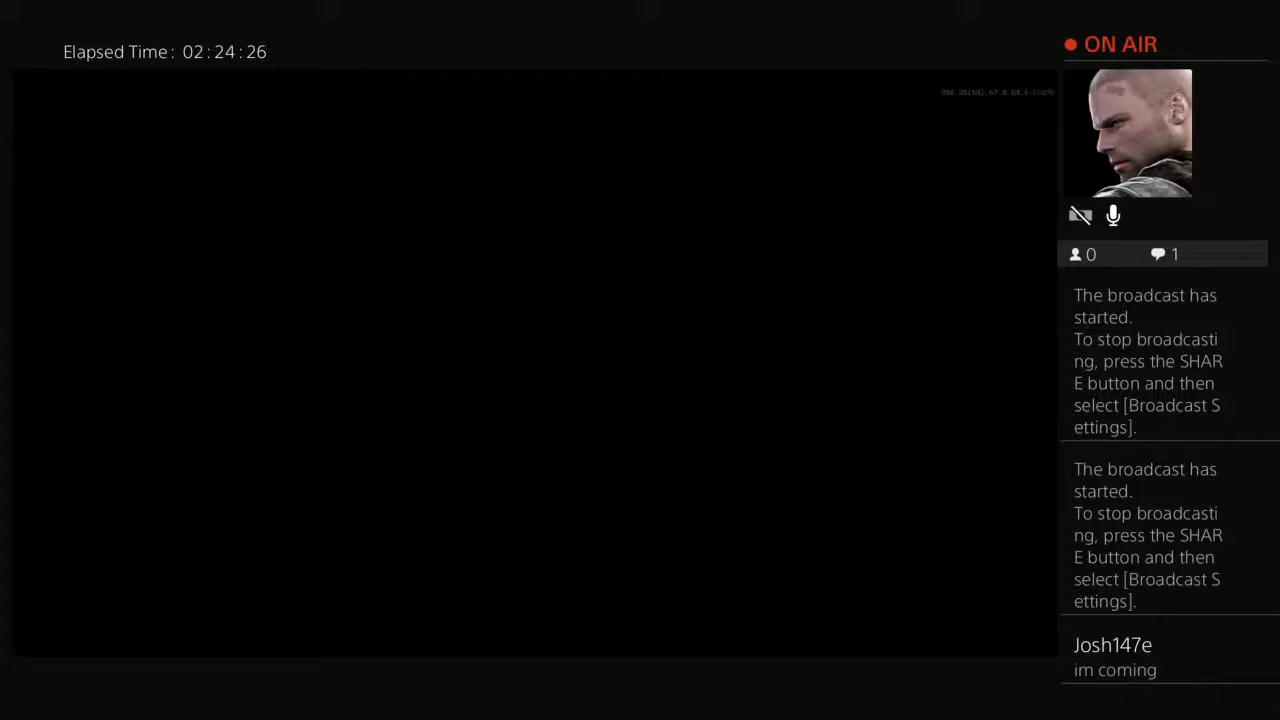 Elapsed Time: 02:24:26
ON AIR
0 1
The broadcast has
started.
To stop broadcasti
ng, press the SHAR
E button and then
select [Broadcast S
ettings].
The broadcast has
started.
To stop broadcasti
ng, press the SHAR
E button and then
select [Broadcast S
ettings].
Josh147e
im coming